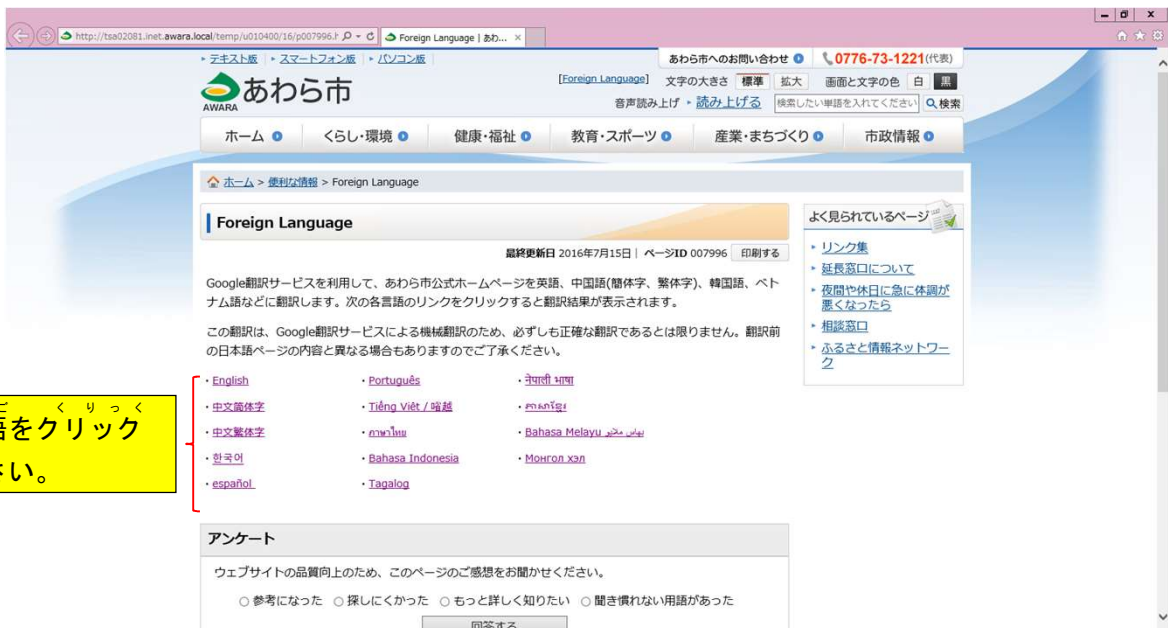 http://tsa02081.inet.awara.local/temp/u010400/16/p007996.h
Foreign Language | あわ...
テキスト版 | スマートフォン版 | パソコン版
あわら市へのお問い合わせ
0776-73-1221(代表)
あわら市
AWARA
[Foreign Language] 文字の大きさ 標準 拡大 画面と文字の色 白 黒
音声読み上げ 読み上げる 検索したい単語を入れてください 検索
ホーム くらし・環境 健康・福祉 教育・スポーツ 産業・まちづくり 市政情報
ホーム > 便利な情報 > Foreign Language
Foreign Language
最終更新日 2016年7月15日 | ページID 007996 印刷する
Google翻訳サービスを利用して、あわら市公式ホームページを英語、中国語(簡体字、繁体字)、韓国語、ベト
ナム語などに翻訳します。次の各言語のリンクをクリックすると翻訳結果が表示されます。
この翻訳は、Google翻訳サービスによる機械翻訳のため、必ずしも正確な翻訳であるとは限りません。翻訳前
の日本語ページの内容と異なる場合もありますのでご了承ください。
・English ・Português ・नेपाली भाषा
・中文简体字 ・Tiếng Việt / 㗂越 ・ភាសាខ្មែរ
・中文繁体字 ・ภาษาไทย ・Bahasa Melayu بهاس ملايو
・한국어 ・Bahasa Indonesia ・Монгол хэл
・español ・Tagalog
ご くりっく
語をクリック
さい。
よく見られているページ
リンク集
延長窓口について
夜間や休日に急に体調が
悪くなったら
相談窓口
ふるさと情報ネットワー
ク
アンケート
ウェブサイトの品質向上のため、このページのご感想をお聞かせください。
参考になった 探しにくかった もっと詳しく知りたい 聞き慣れない用語があった
回答する